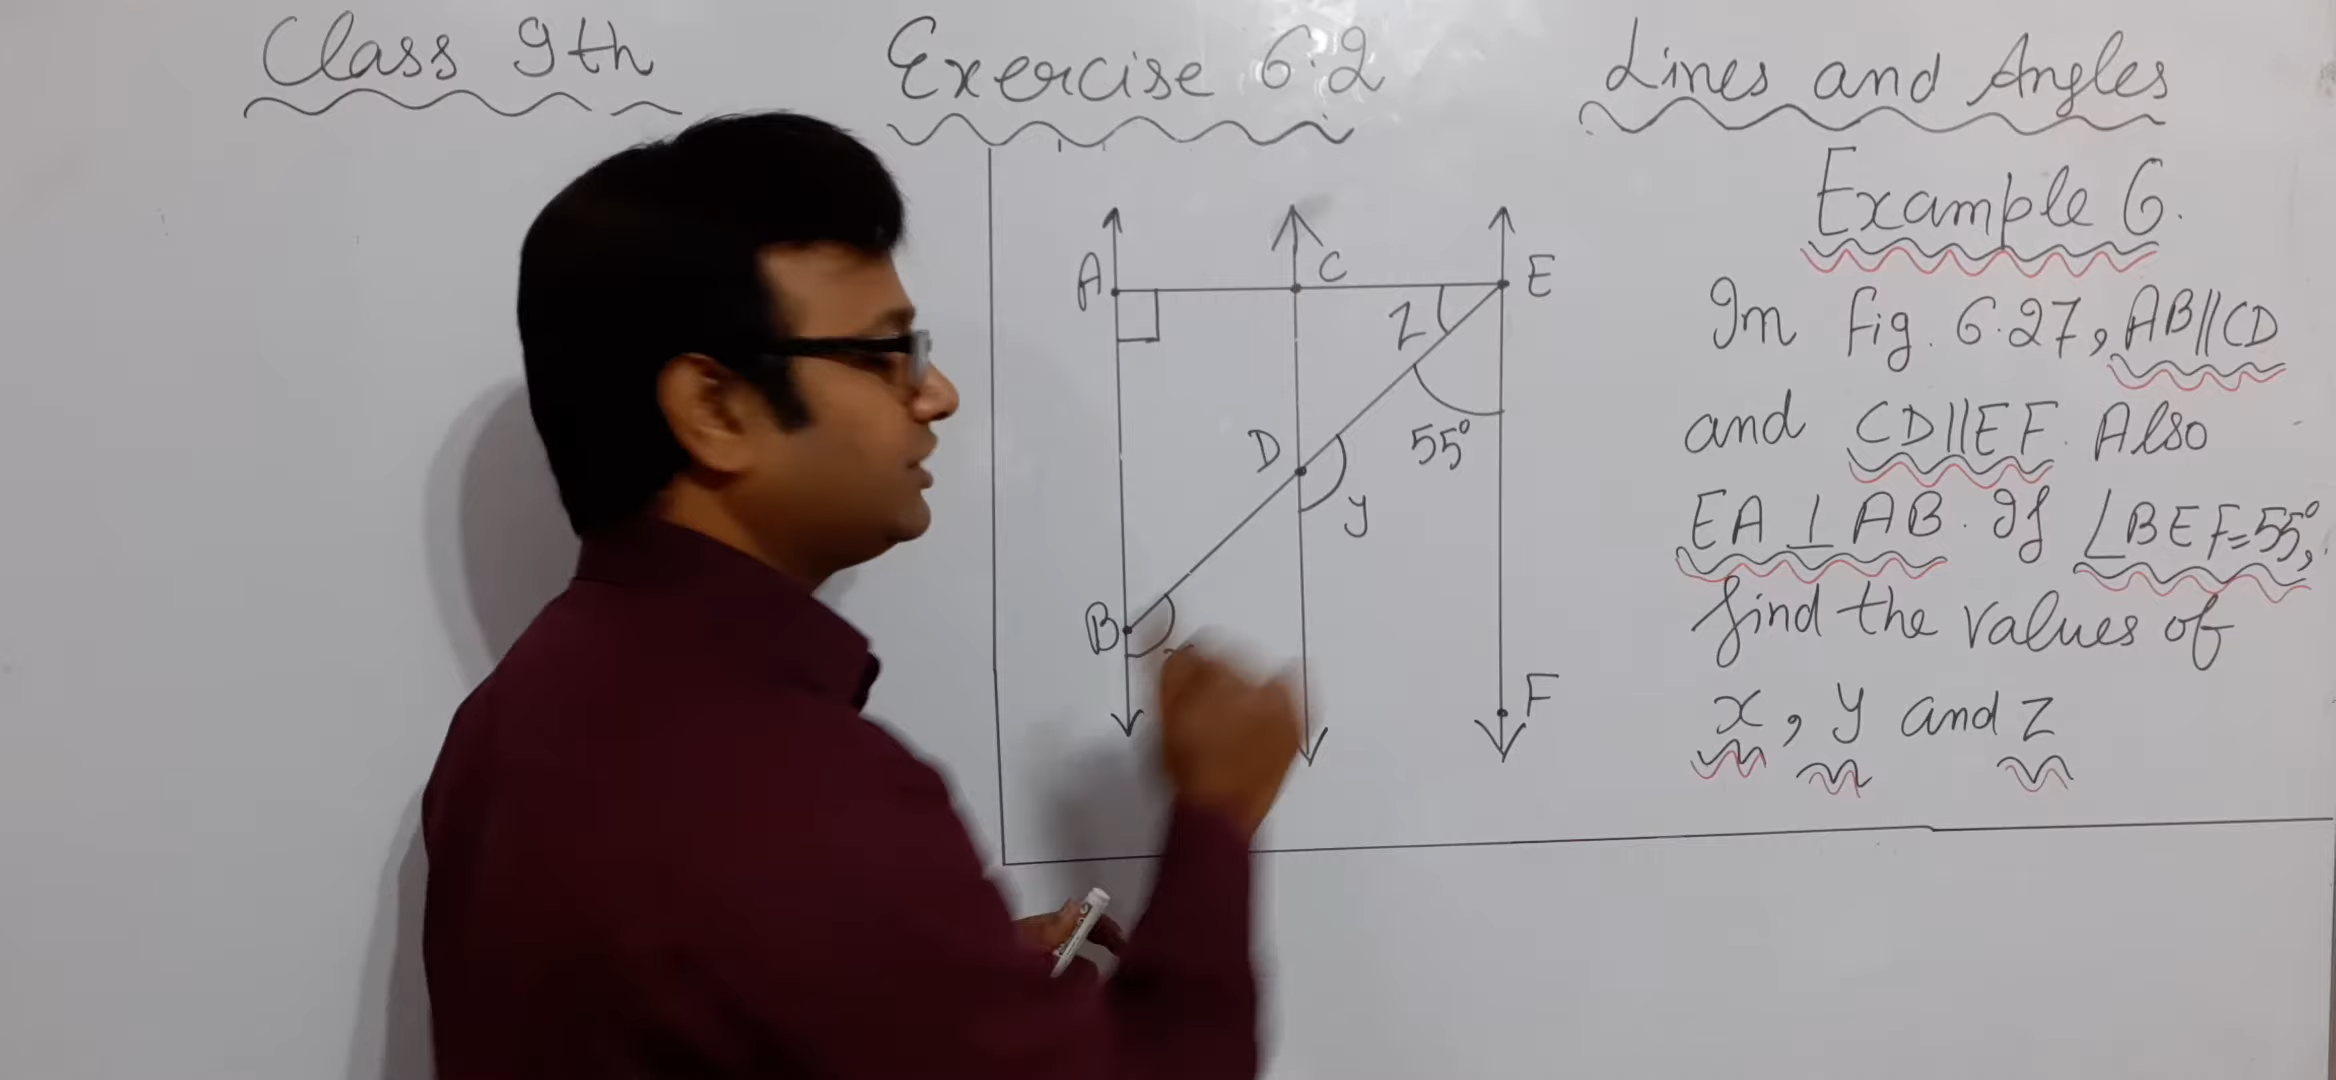 Class 9th
Exercise 6.2
Lines and Angles
Example 6.
In fig. 6.27, AB||CD
and CD||EF. Also
EA⊥AB. If ∠BEF=55°,
find the values of
x, y and z
A
C
E
z
D
55°
y
B
F